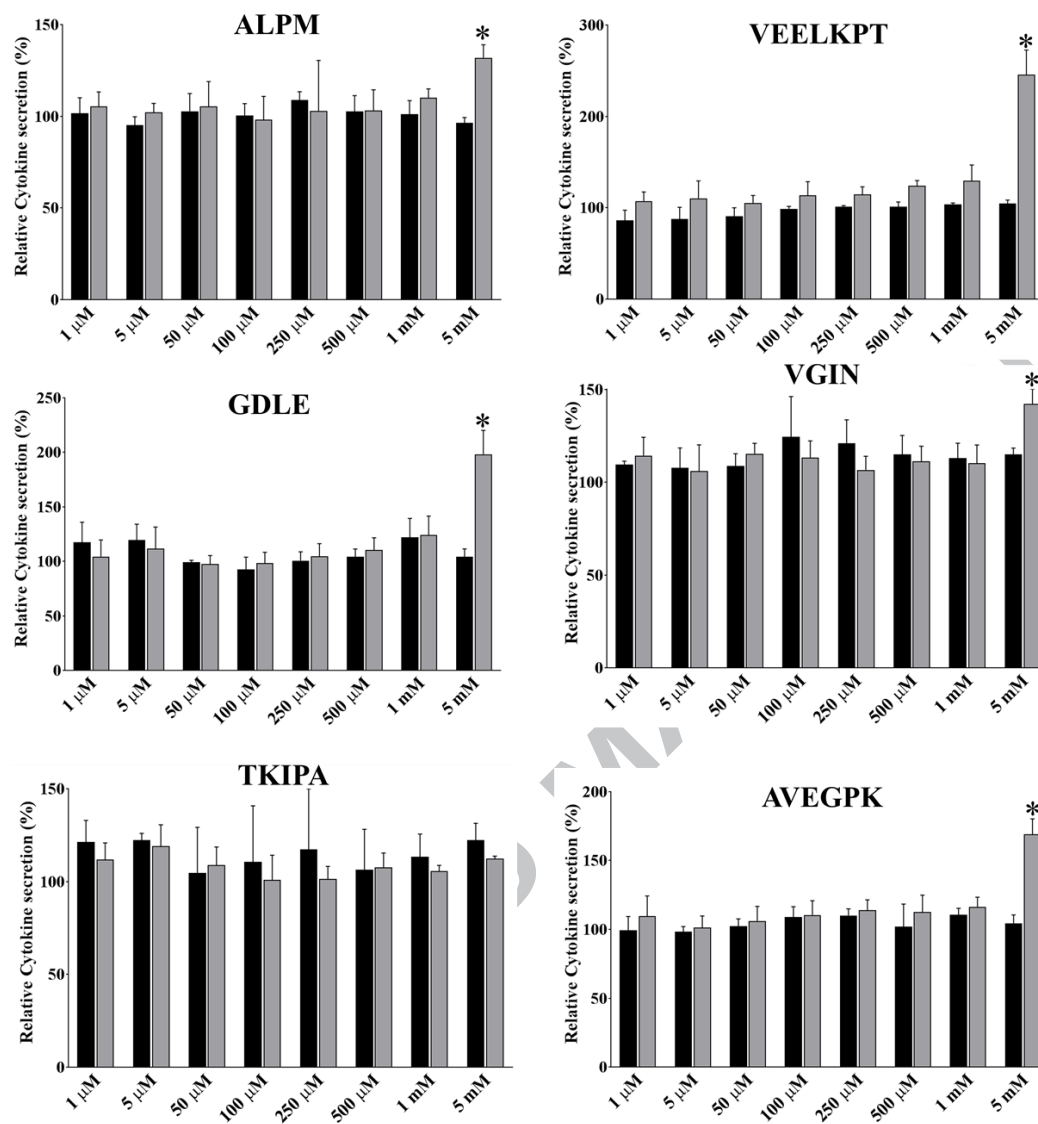 ALPM
Relative Cytokine secretion (%)
150
100
50
0
*
1 μM
5 μM
50 μM
100 μM
250 μM
500 μM
1 mM
5 mM
VEELKPT
Relative Cytokine secretion (%)
300
200
100
0
*
1 μM
5 μM
50 μM
100 μM
250 μM
500 μM
1 mM
5 mM
GDLE
Relative Cytokine secretion (%)
250
200
150
100
50
0
*
1 μM
5 μM
50 μM
100 μM
250 μM
500 μM
1 mM
5 mM
VGIN
Relative Cytokine secretion (%)
150
100
50
0
*
1 μM
5 μM
50 μM
100 μM
250 μM
500 μM
1 mM
5 mM
TKIPA
Relative Cytokine secretion (%)
150
100
50
0
1 μM
5 μM
50 μM
100 μM
250 μM
500 μM
1 mM
5 mM
AVEGPK
Relative Cytokine secretion (%)
200
150
100
50
0
*
1 μM
5 μM
50 μM
100 μM
250 μM
500 μM
1 mM
5 mM